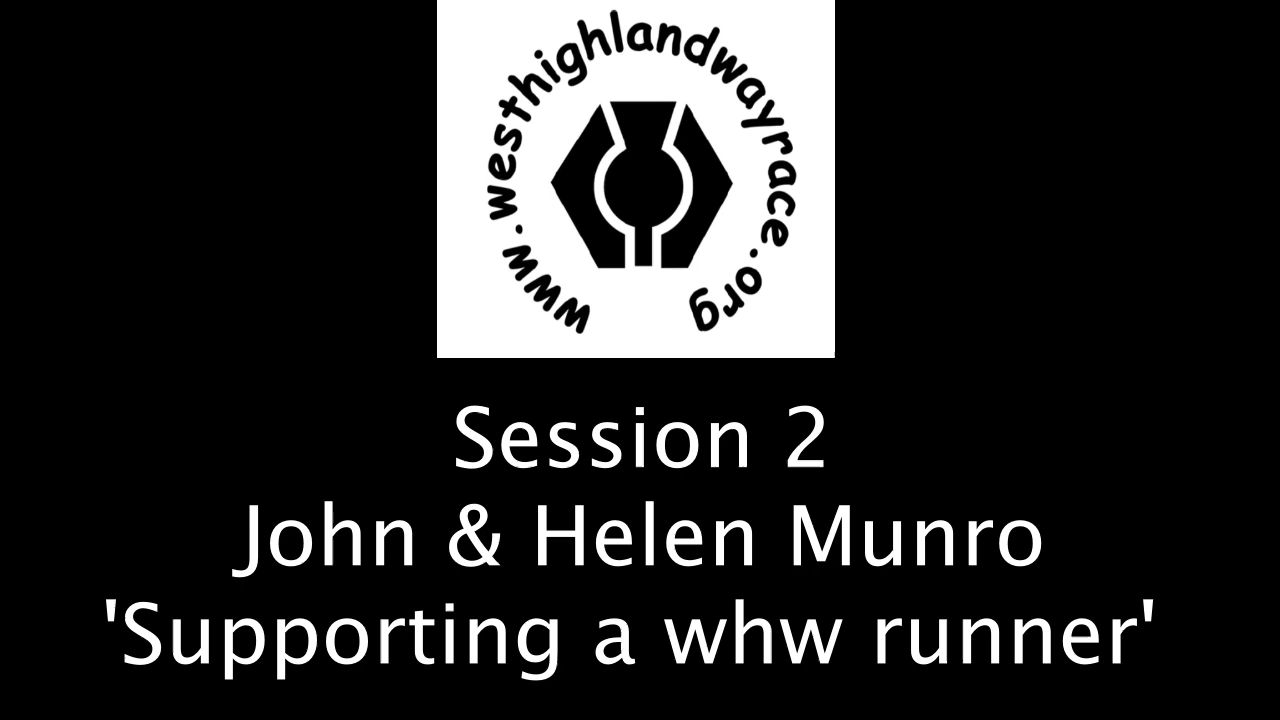 www.westhighlandwayrace.org
Session 2
John & Helen Munro
'Supporting a whw runner'